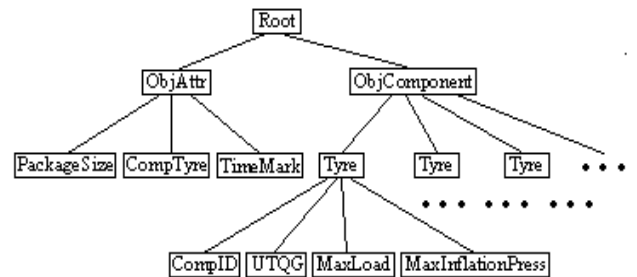 Root
ObjAttr ObjComponent
PackageSize CompTyre TimeMark Tyre Tyre Tyre
CompID UTQG MaxLoad MaxInflationPress